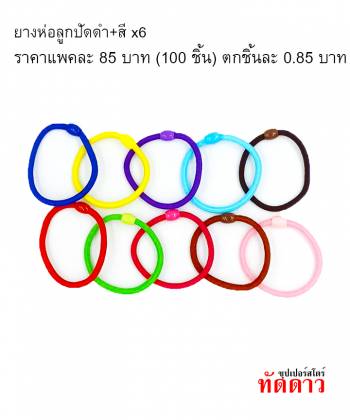 ยางห่อลูกปัดดำ+สี x6
ราคาแพคละ 85 บาท (100 ชิ้น) ตกชิ้นละ 0.85 บาท
ซุปเปอร์สโตร์
ทัดดาว